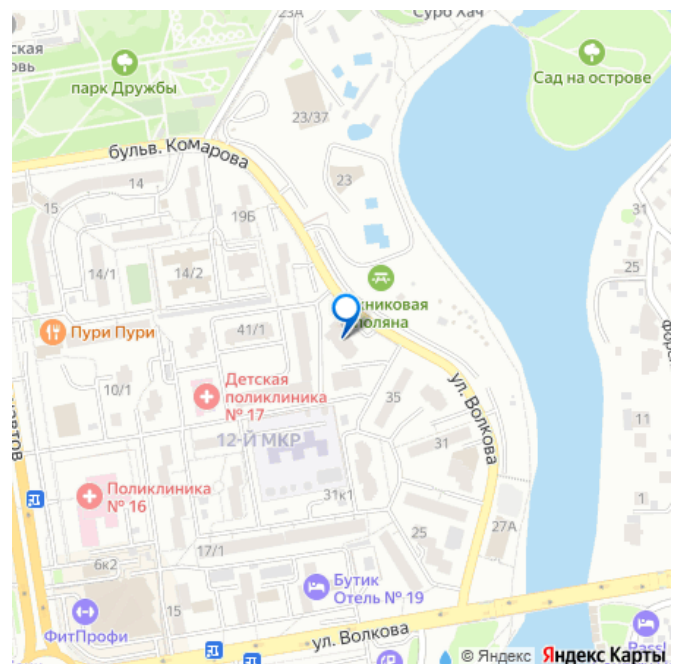 23А
Сурб Хач
ская
овь
парк Дружбы
Сад на острове
23/37
бульв. Комарова
14
23
15
19Б
31
14/1
14/2
25
Пури Пури
41/1
никовая
поляна
10/1
Детская
поликлиника
№ 17
35
ул. Волкова
11
12-Й МКР
31
Поликлиника
№ 16
31к1
1
25
27А
17/1
6к2
Бутик
Отель № 19
15
ФитПрофи
ул. Волкова
© Яндекс
Яндекс Карты